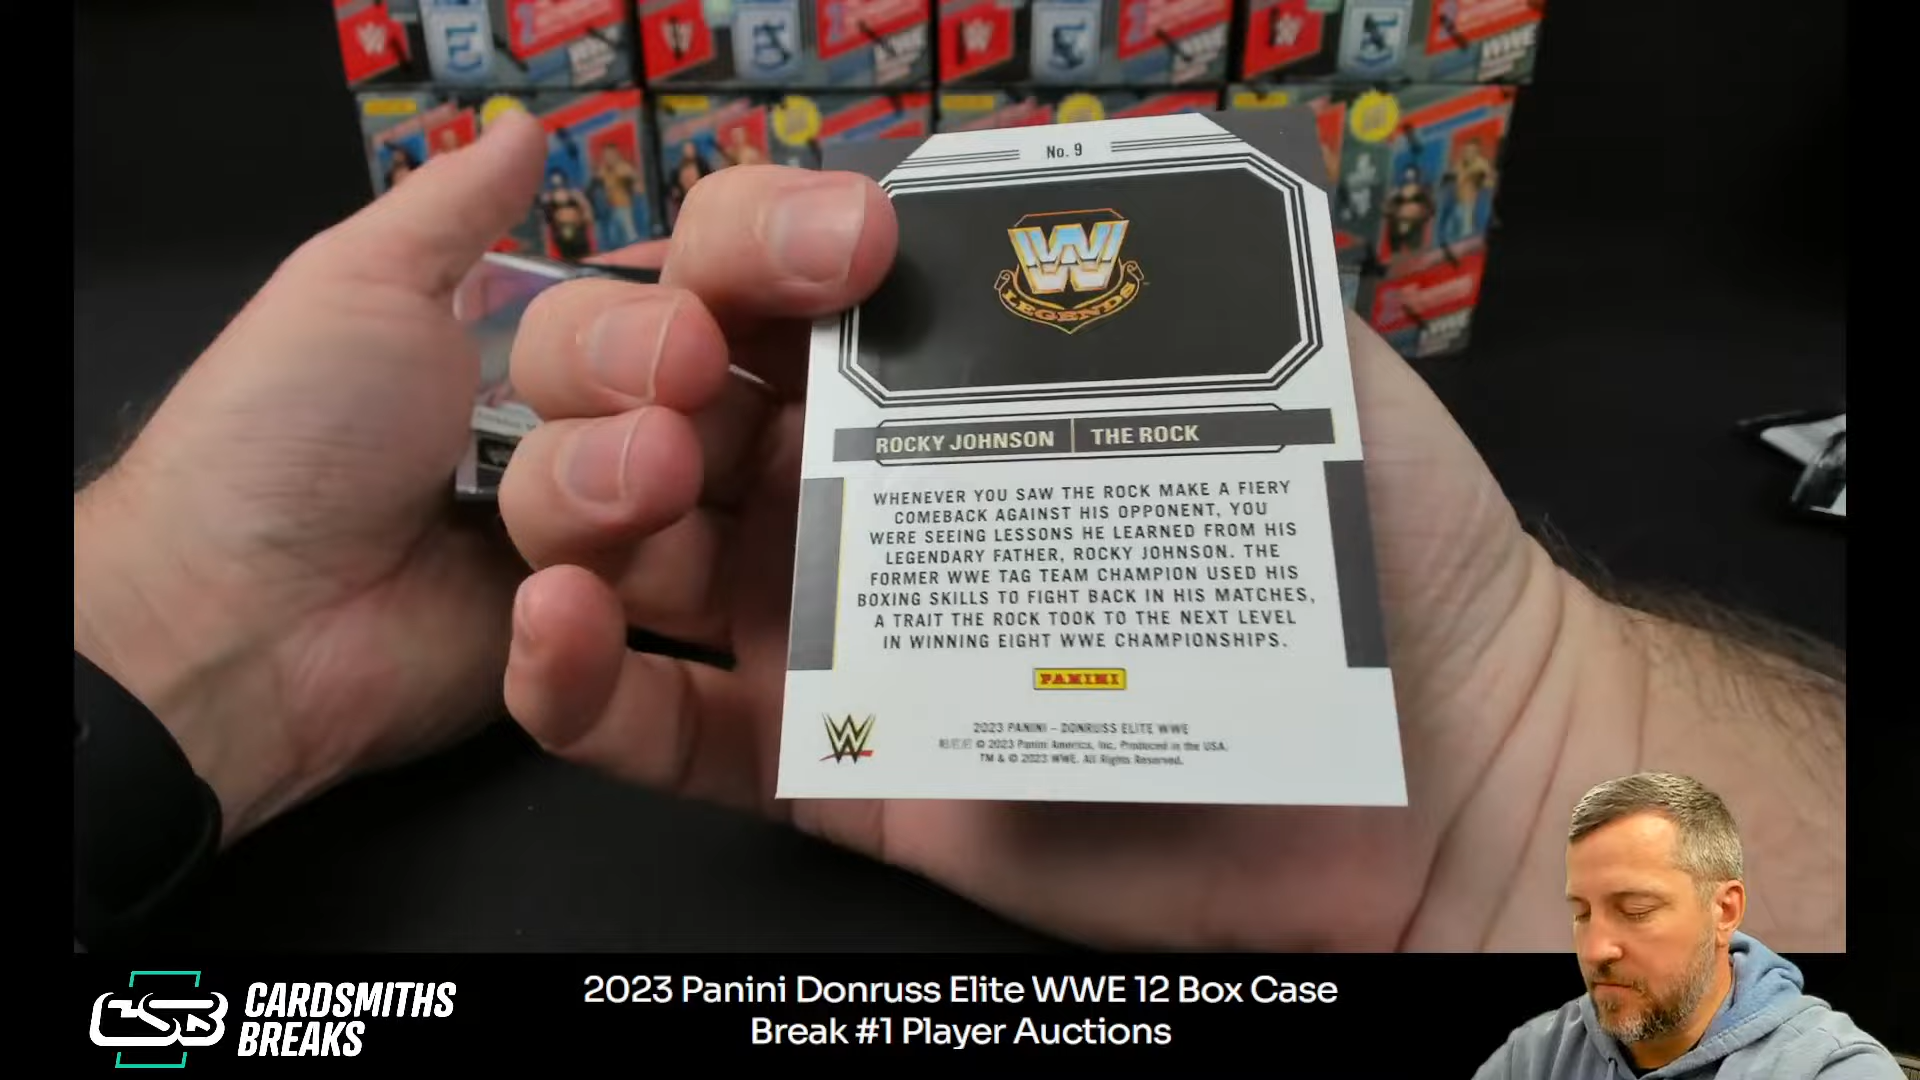 No. 9
W
LEGENDS
ROCKY JOHNSON | THE ROCK
WHENEVER YOU SAW THE ROCK MAKE A FIERY
COMEBACK AGAINST HIS OPPONENT, YOU
WERE SEEING LESSONS HE LEARNED FROM HIS
LEGENDARY FATHER, ROCKY JOHNSON. THE
FORMER WWE TAG TEAM CHAMPION USED HIS
BOXING SKILLS TO FIGHT BACK IN HIS MATCHES,
A TRAIT THE ROCK TOOK TO THE NEXT LEVEL
IN WINNING EIGHT WWE CHAMPIONSHIPS.
PANINI
W
2023 PANINI - DONRUSS ELITE WWE
© 2023 Panini America, Inc. Produced in the USA.
TM & © 2023 WWE. All Rights Reserved.
CSB
CARDSMITHS
BREAKS
2023 Panini Donruss Elite WWE 12 Box Case
Break #1 Player Auctions